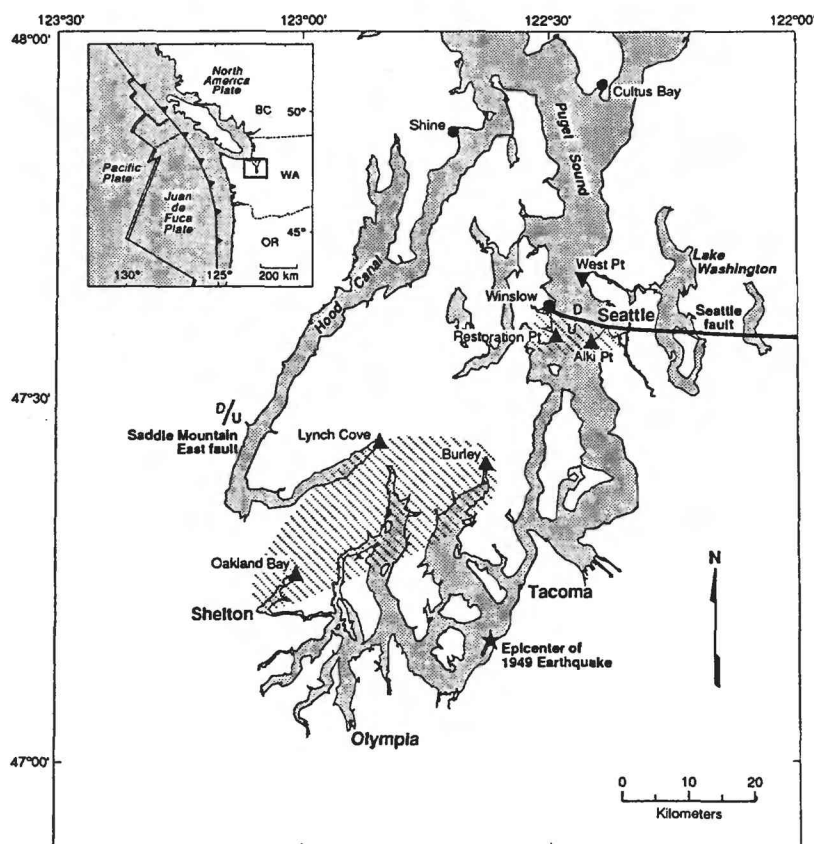 123°30'
123°00'
122°30'
122°00'
48°00'
47°30'
47°00'
North
America
Plate
BC
50°
Pacific
Plate
WA
Juan
de
Fuca
Plate
OR
45°
130°
125°
200 km
Shine
Cultus Bay
Puget
Sound
Hood Canal
West Pt
Lake
Washington
Winslow
D
Seattle
Seattle
fault
U
Restoration Pt
Alki Pt
D/U
Saddle Mountain
East fault
Lynch Cove
Burley
Oakland Bay
Shelton
Tacoma
N
Epicenter of
1949 Earthquake
Olympia
0 10 20
Kilometers